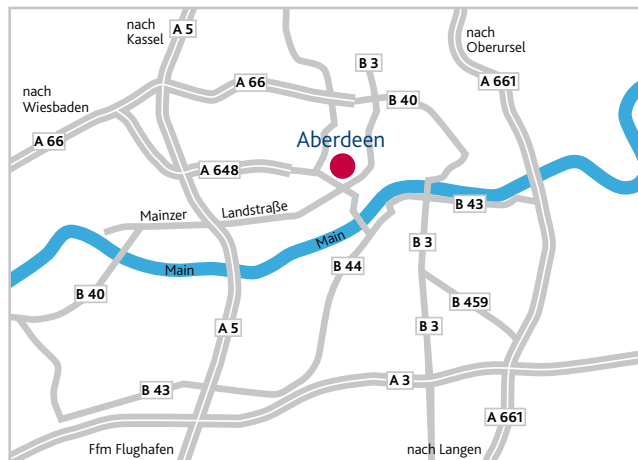 nach
Kassel
A 5
nach
Oberursel
B 3
A 66
A 661
nach
Wiesbaden
B 40
A 66
Aberdeen
A 648
Mainzer
Landstraße
B 43
Main
B 3
Main
B 44
B 40
B 459
A 5
B 3
A 3
B 43
A 661
Ffm Flughafen
nach Langen